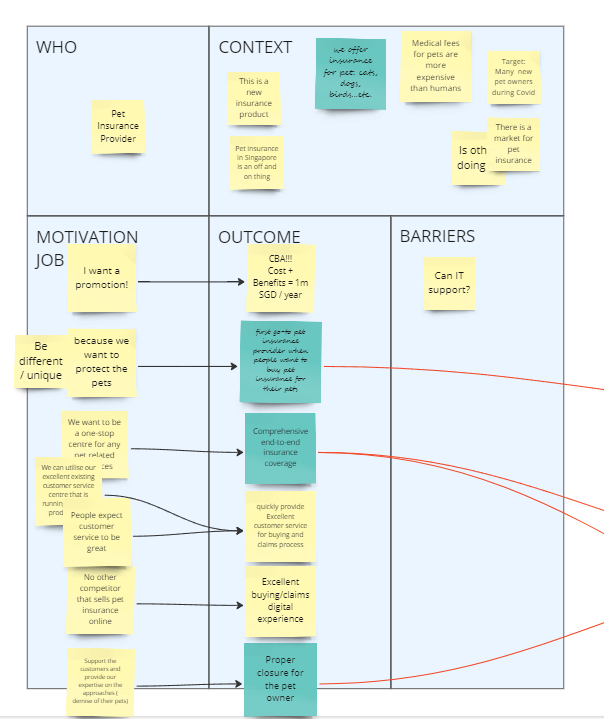 WHO
Pet
Insurance
Provider
CONTEXT
This is a
new
insurance
product
Pet insurance
in Singapore
is an off and
on thing
we offer
insurance
for pet: cats,
dogs,
birds...etc.
Medical fees
for pets are
more
expensive
than humans
Target:
Many new
pet owners
during Covid
Is oth
doing
There is a
market for
pet
insurance
MOTIVATION
JOB
I want a
promotion!
Be
different
/ unique
because we
want to
protect the
pets
We want to be
a one-stop
centre for any
pet related
ces
We can utilise our
excellent existing
customer service
centre that is
runnin
prod
People expect
customer
service to be
great
No other
competitor
that sells pet
insurance
online
Support the
customers and
provide our
expertise on the
approaches (
demise of their pets)
OUTCOME
CBA!!!
Cost +
Benefits = 1m
SGD / year
first go-to pet
insurance
provider when
people want to
buy pet
insurance for
their pets
Comprehensive
end-to-end
insurance
coverage
quickly provide
Excellent
customer service
for buying and
claims process
Excellent
buying/claims
digital
experience
Proper
closure for
the pet
owner
BARRIERS
Can IT
support?